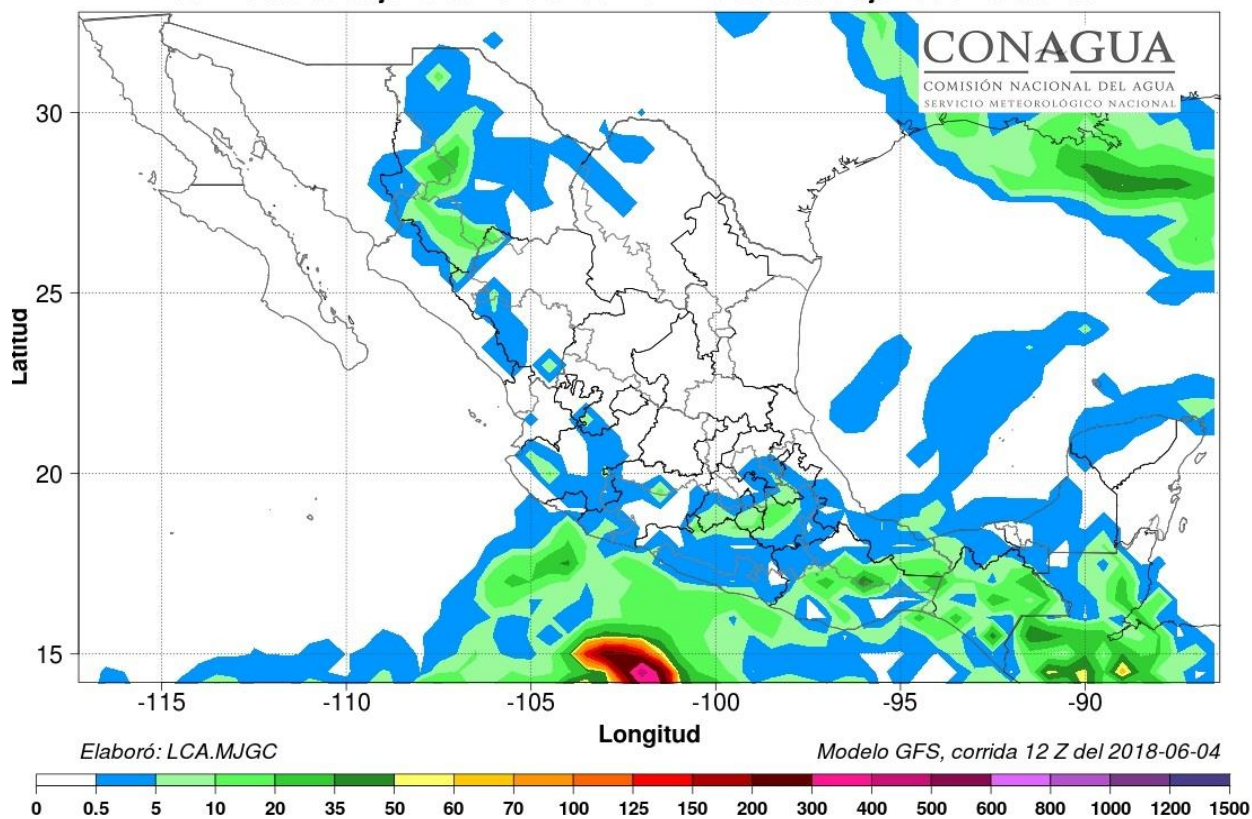 CONAGUA
COMISIÓN NACIONAL DEL AGUA
SERVICIO METEOROLÓGICO NACIONAL
30
25
20
15
Latitud
-115 -110 -105 -100 -95 -90
Longitud
Elaboró: LCA.MJGC Modelo GFS, corrida 12 Z del 2018-06-04
0 0.5 5 10 20 35 50 60 70 100 125 150 200 300 400 500 600 800 1000 1200 1500